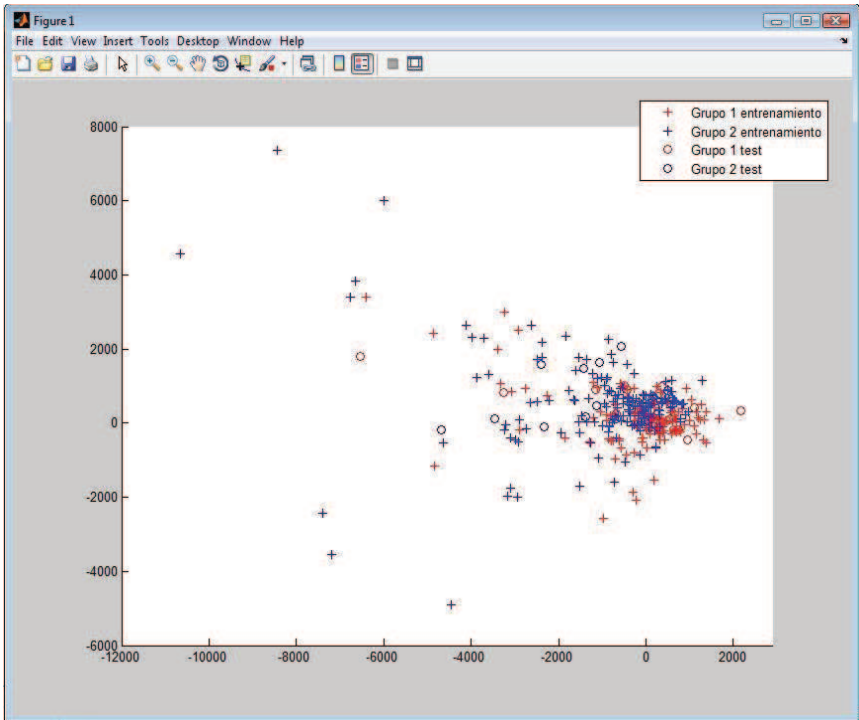 Figure 1
File Edit View Insert Tools Desktop Window Help
Grupo 1 entrenamiento
Grupo 2 entrenamiento
Grupo 1 test
Grupo 2 test
8000
6000
4000
2000
0
-2000
-4000
-6000
-12000 -10000 -8000 -6000 -4000 -2000 0 2000